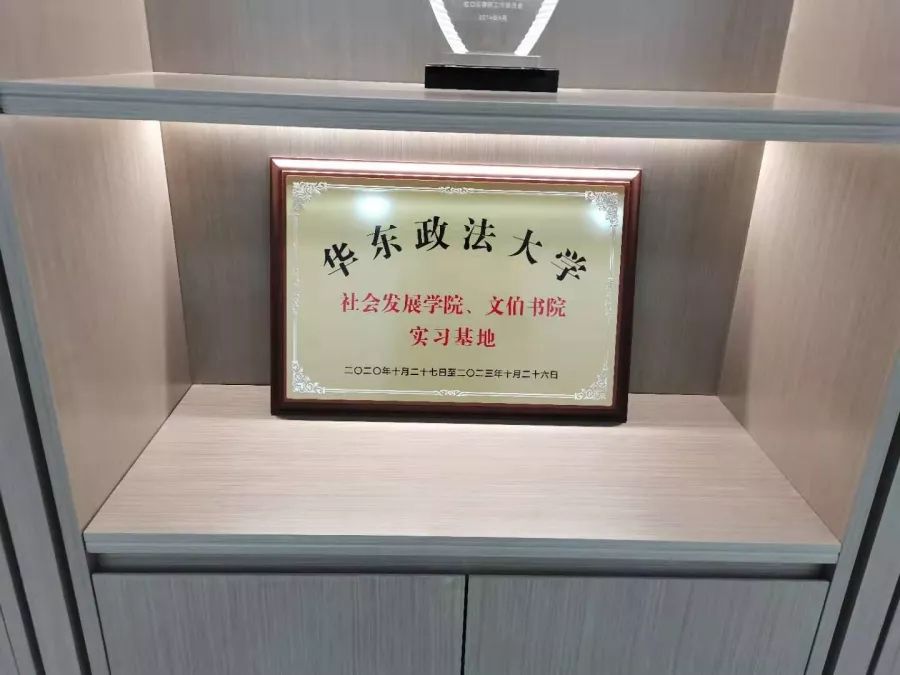 华东政法大学
社会发展学院、文伯书院
实习基地
二〇二〇年十月二十七日至二〇二三年十月二十六日